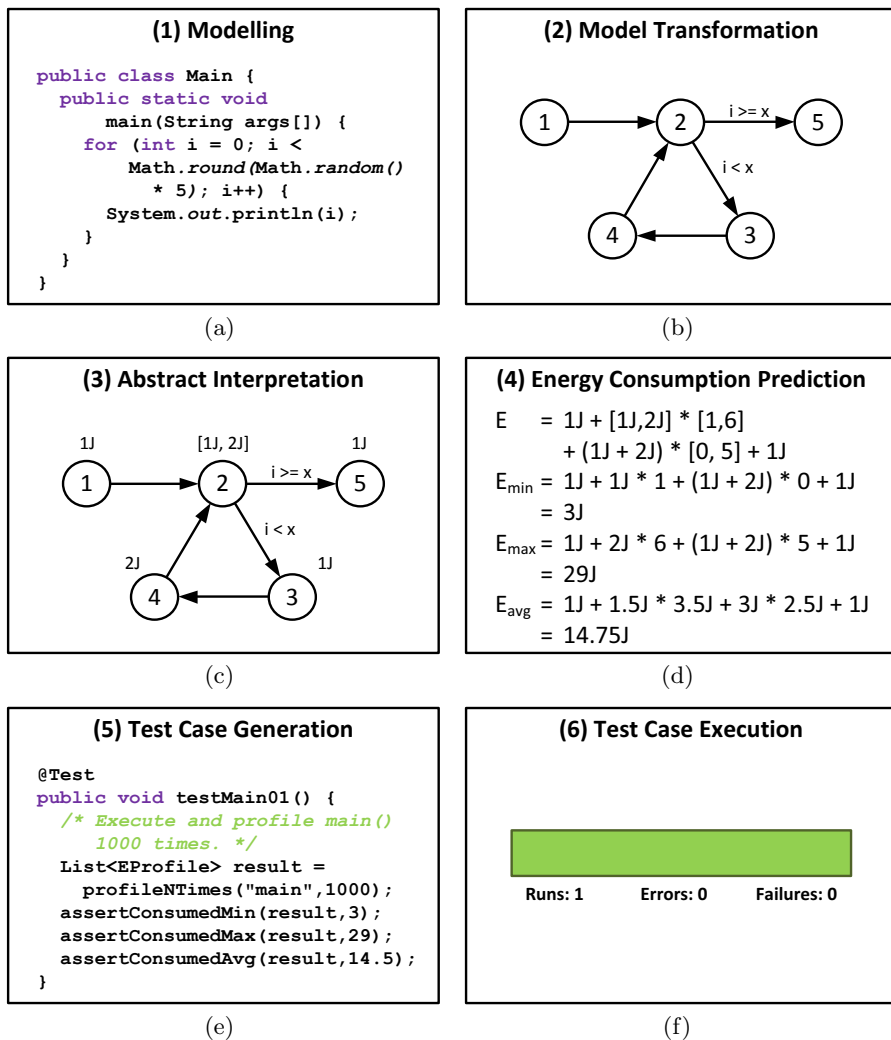 (1) Modelling
public class Main {
public static void
main(String args[]) {
for (int i = 0; i <
Math.round(Math.random()
* 5); i++) {
System.out.println(i);
}
}
}
(a)
(2) Model Transformation
1
2
i >= x
5
i < x
4
3
(b)
(3) Abstract Interpretation
1J
[1J, 2J]
1J
1
2
i >= x
5
i < x
2J
1J
4
3
(c)
(4) Energy Consumption Prediction
E = 1J + [1J,2J] * [1,6]
+ (1J + 2J) * [0, 5] + 1J
Emin = 1J + 1J * 1 + (1J + 2J) * 0 + 1J
= 3J
Emax = 1J + 2J * 6 + (1J + 2J) * 5 + 1J
= 29J
Eavg = 1J + 1.5J * 3.5J + 3J * 2.5J + 1J
= 14.75J
(d)
(5) Test Case Generation
@Test
public void testMain01() {
/* Execute and profile main()
1000 times. */
List<EProfile> result =
profileNTimes("main",1000);
assertConsumedMin(result,3);
assertConsumedMax(result,29);
assertConsumedAvg(result,14.5);
}
(e)
(6) Test Case Execution
Runs: 1 Errors: 0 Failures: 0
(f)